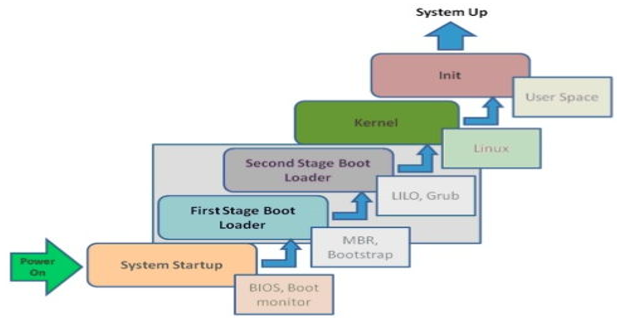 System Up
Init
User Space
Kernel
Linux
Second Stage Boot
Loader
LILO, Grub
First Stage Boot
Loader
MBR,
Bootstrap
Power
On
System Startup
BIOS, Boot
monitor